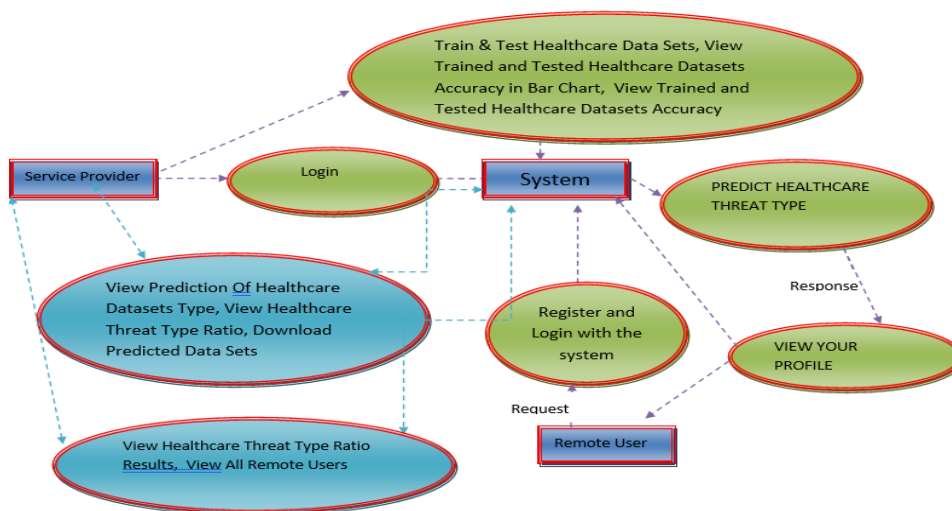 Train & Test Healthcare Data Sets, View
Trained and Tested Healthcare Datasets
Accuracy in Bar Chart,  View Trained and
Tested Healthcare Datasets Accuracy
Service Provider
Login
System
PREDICT HEALTHCARE
THREAT TYPE
View Prediction Of Healthcare
Datasets Type, View Healthcare
Threat Type Ratio, Download
Predicted Data Sets
Register and
Login with the
system
Response
VIEW YOUR
PROFILE
Request
Remote User
View Healthcare Threat Type Ratio
Results,  View All Remote Users